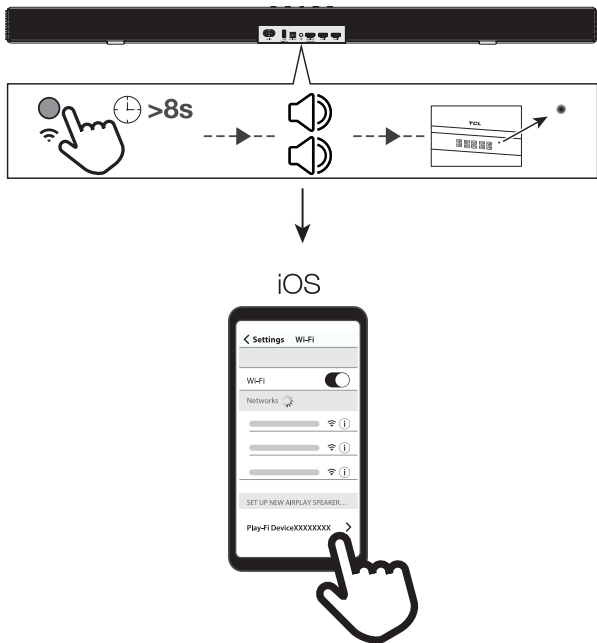 >8s
TCL
iOS
Settings Wi-Fi
Wi-Fi
Networks
SET UP NEW AIRPLAY SPEAKER...
Play-Fi DeviceXXXXXXXX